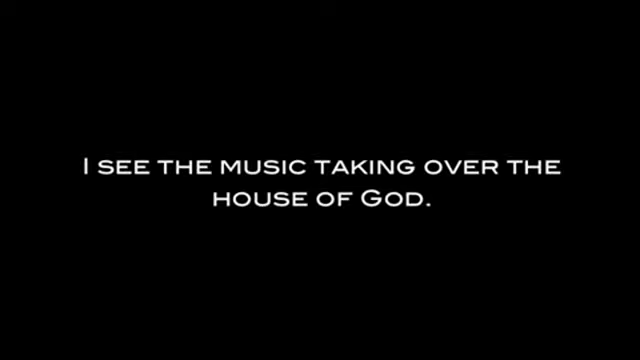 I SEE THE MUSIC TAKING OVER THE
HOUSE OF GOD.